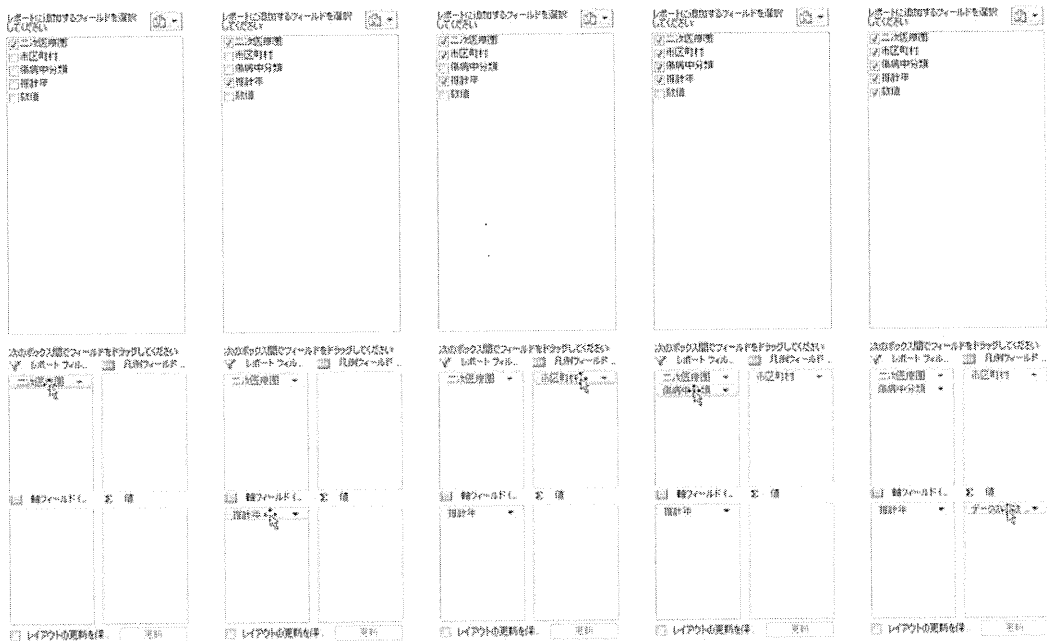 レポートに追加するフィールドを選択
してください
二次医療圏
市区町村
傷病中分類
推計年
数値
次のボックス間でフィールドをドラッグしてください
レポート フィル...
凡例フィールド ...
二次医療圏
軸フィールド (...
Σ 値
レイアウトの更新を保...
更新
レポートに追加するフィールドを選択
してください
二次医療圏
市区町村
傷病中分類
推計年
数値
次のボックス間でフィールドをドラッグしてください
レポート フィル...
凡例フィールド ...
二次医療圏
軸フィールド (...
Σ 値
推計年
レイアウトの更新を保...
更新
レポートに追加するフィールドを選択
してください
二次医療圏
市区町村
傷病中分類
推計年
数値
次のボックス間でフィールドをドラッグしてください
レポート フィル...
凡例フィールド ...
二次医療圏
市区町村
軸フィールド (...
Σ 値
推計年
レイアウトの更新を保...
更新
レポートに追加するフィールドを選択
してください
二次医療圏
市区町村
傷病中分類
推計年
数値
次のボックス間でフィールドをドラッグしてください
レポート フィル...
凡例フィールド ...
二次医療圏
市区町村
傷病中分類
軸フィールド (...
Σ 値
推計年
レイアウトの更新を保...
更新
レポートに追加するフィールドを選択
してください
二次医療圏
市区町村
傷病中分類
推計年
数値
次のボックス間でフィールドをドラッグしてください
レポート フィル...
凡例フィールド ...
二次医療圏
市区町村
傷病中分類
軸フィールド (...
Σ 値
推計年
レイアウトの更新を保...
更新